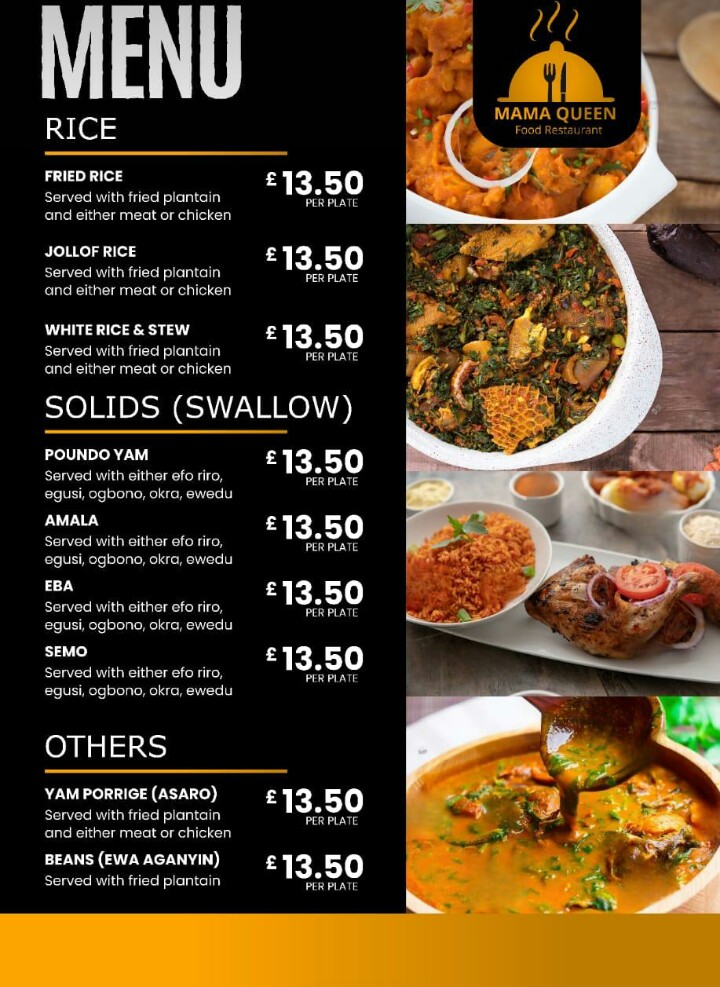 MENU
RICE
FRIED RICE
£13.50
PER PLATE
Served with fried plantain
and either meat or chicken
JOLLOF RICE
£13.50
PER PLATE
Served with fried plantain
and either meat or chicken
WHITE RICE & STEW
£13.50
PER PLATE
Served with fried plantain
and either meat or chicken
SOLIDS (SWALLOW)
POUNDO YAM
£13.50
PER PLATE
Served with either efo riro,
egusi, ogbono, okra, ewedu
AMALA
£13.50
PER PLATE
Served with either efo riro,
egusi, ogbono, okra, ewedu
EBA
£13.50
PER PLATE
Served with either efo riro,
egusi, ogbono, okra, ewedu
SEMO
£13.50
PER PLATE
Served with either efo riro,
egusi, ogbono, okra, ewedu
OTHERS
YAM PORRIGE (ASARO)
£13.50
PER PLATE
Served with fried plantain
and either meat or chicken
BEANS (EWA AGANYIN)
£13.50
PER PLATE
Served with fried plantain
MAMA QUEEN
Food Restaurant